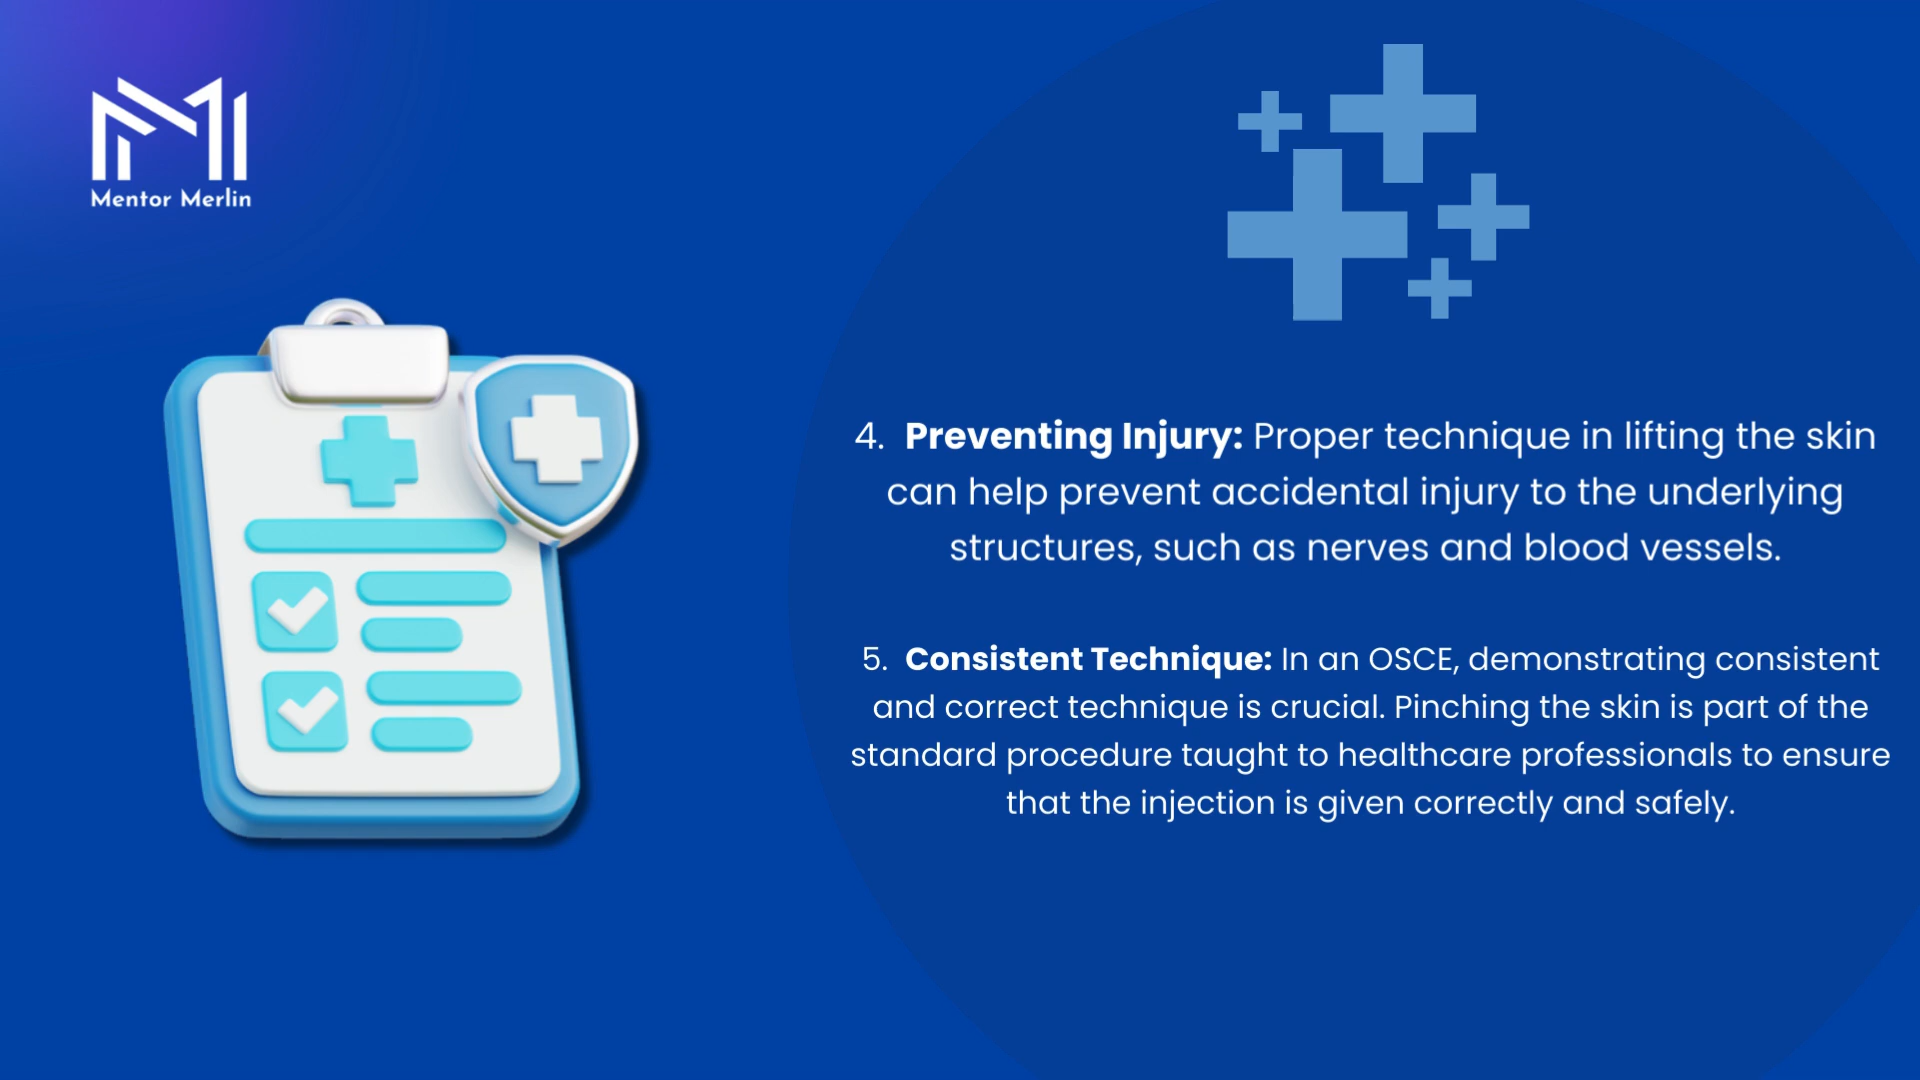 Mentor Merlin
4. Preventing Injury: Proper technique in lifting the skin
can help prevent accidental injury to the underlying
structures, such as nerves and blood vessels.
5. Consistent Technique: In an OSCE, demonstrating consistent
and correct technique is crucial. Pinching the skin is part of the
standard procedure taught to healthcare professionals to ensure
that the injection is given correctly and safely.